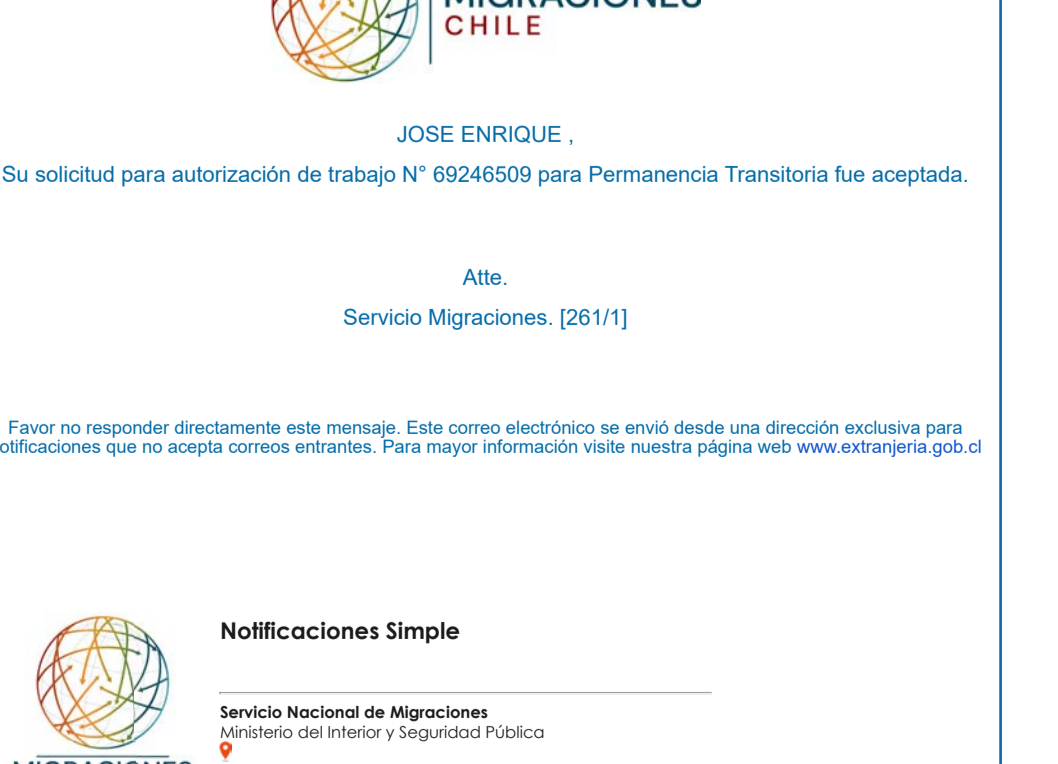 MIGRACIONES
CHILE
JOSE ENRIQUE ,
Su solicitud para autorización de trabajo N° 69246509 para Permanencia Transitoria fue aceptada.
Atte.
Servicio Migraciones. [261/1]
Favor no responder directamente este mensaje. Este correo electrónico se envió desde una dirección exclusiva para
otificaciones que no acepta correos entrantes. Para mayor información visite nuestra página web www.extranjeria.gob.cl
Notificaciones Simple
Servicio Nacional de Migraciones
Ministerio del Interior y Seguridad Pública
MIGRACIONES